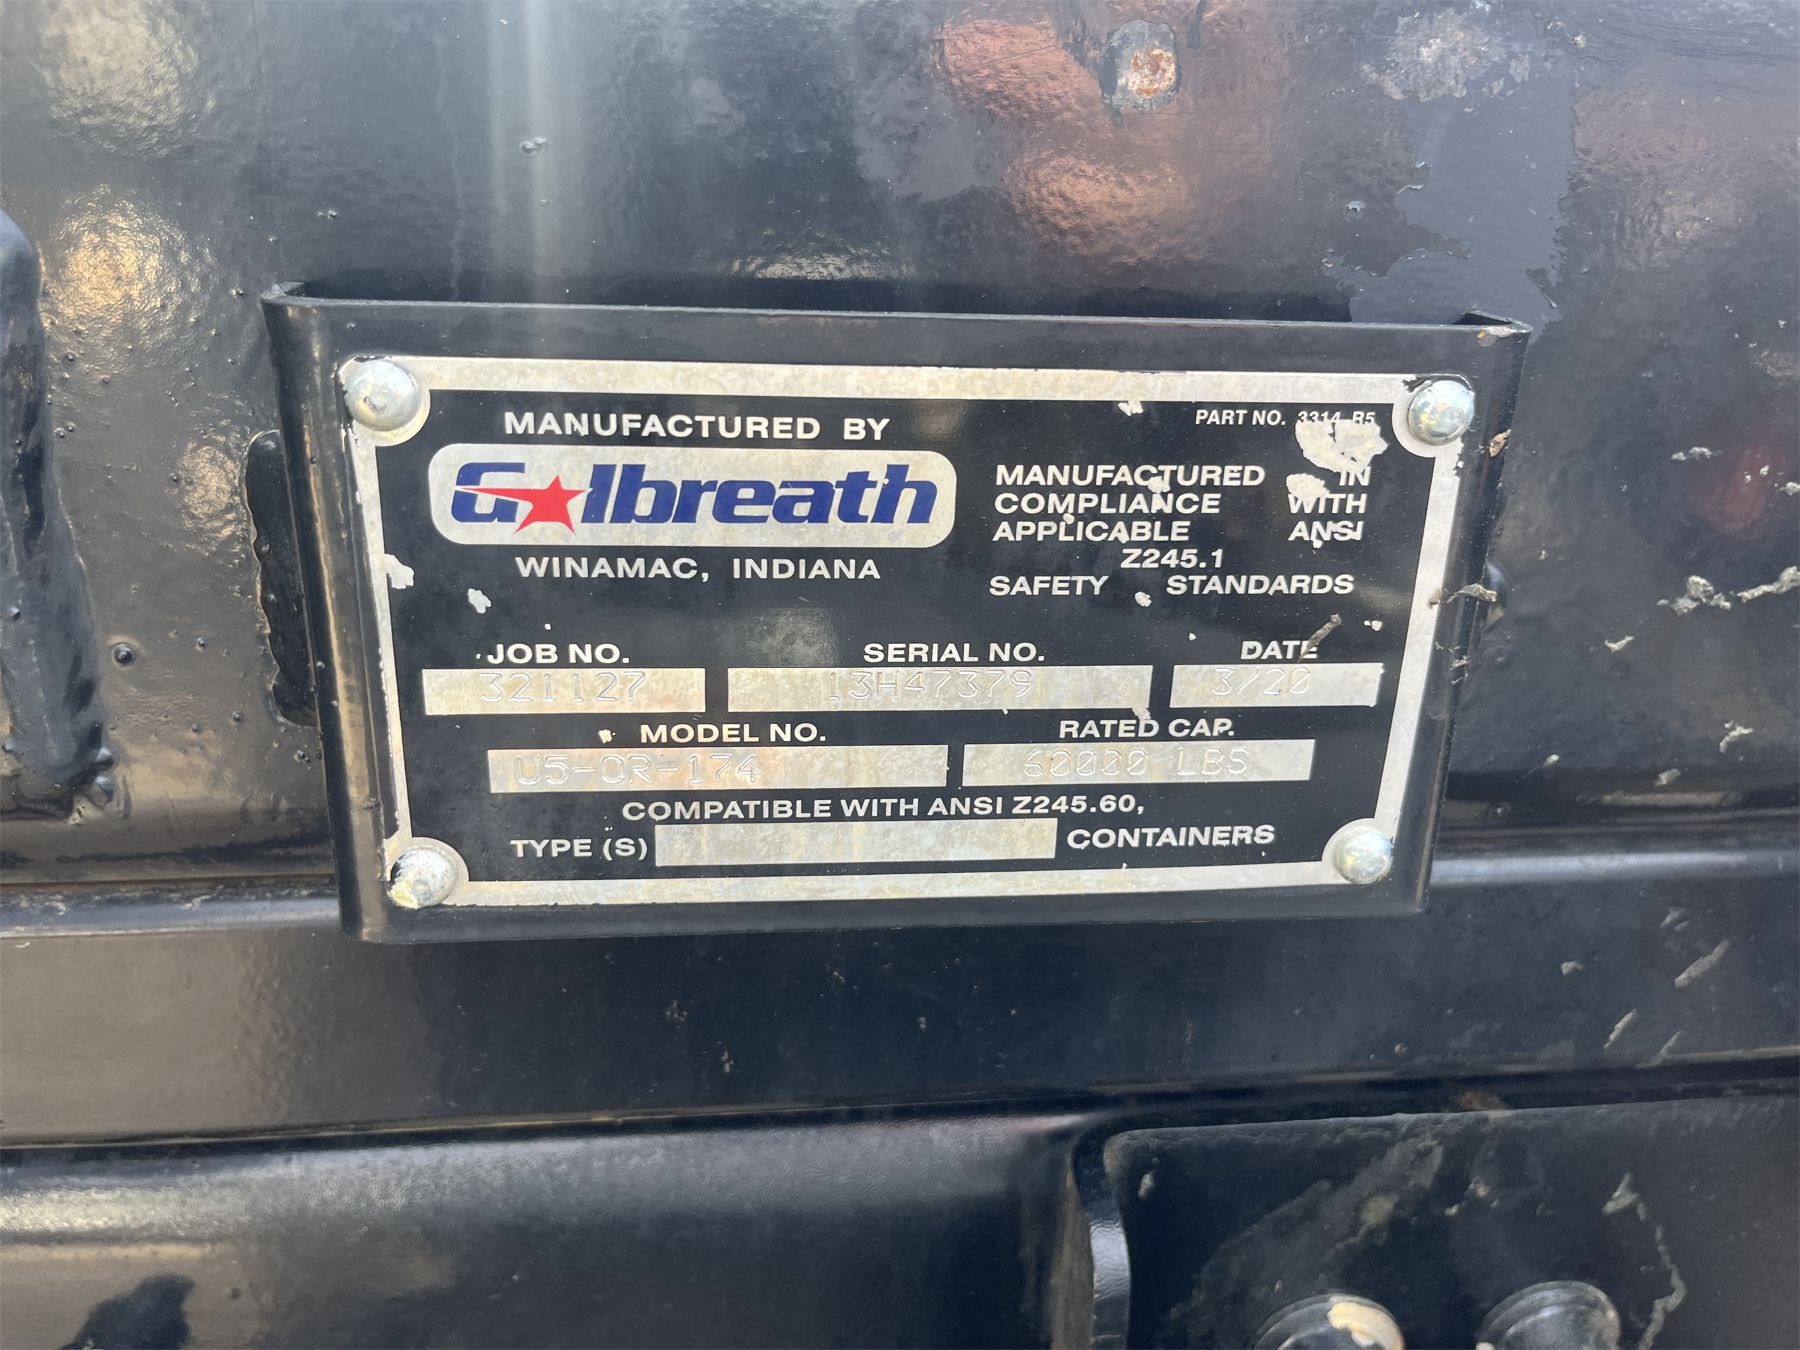 MANUFACTURED BY
Galbreath
WINAMAC, INDIANA
PART NO. 3314-R5
MANUFACTURED IN
COMPLIANCE WITH
APPLICABLE ANSI
Z245.1
SAFETY STANDARDS
JOB NO. SERIAL NO. DATE
321127 13H47379 3/20
MODEL NO. RATED CAP.
U5-OR-174 60000 LBS
COMPATIBLE WITH ANSI Z245.60,
TYPE (S) CONTAINERS